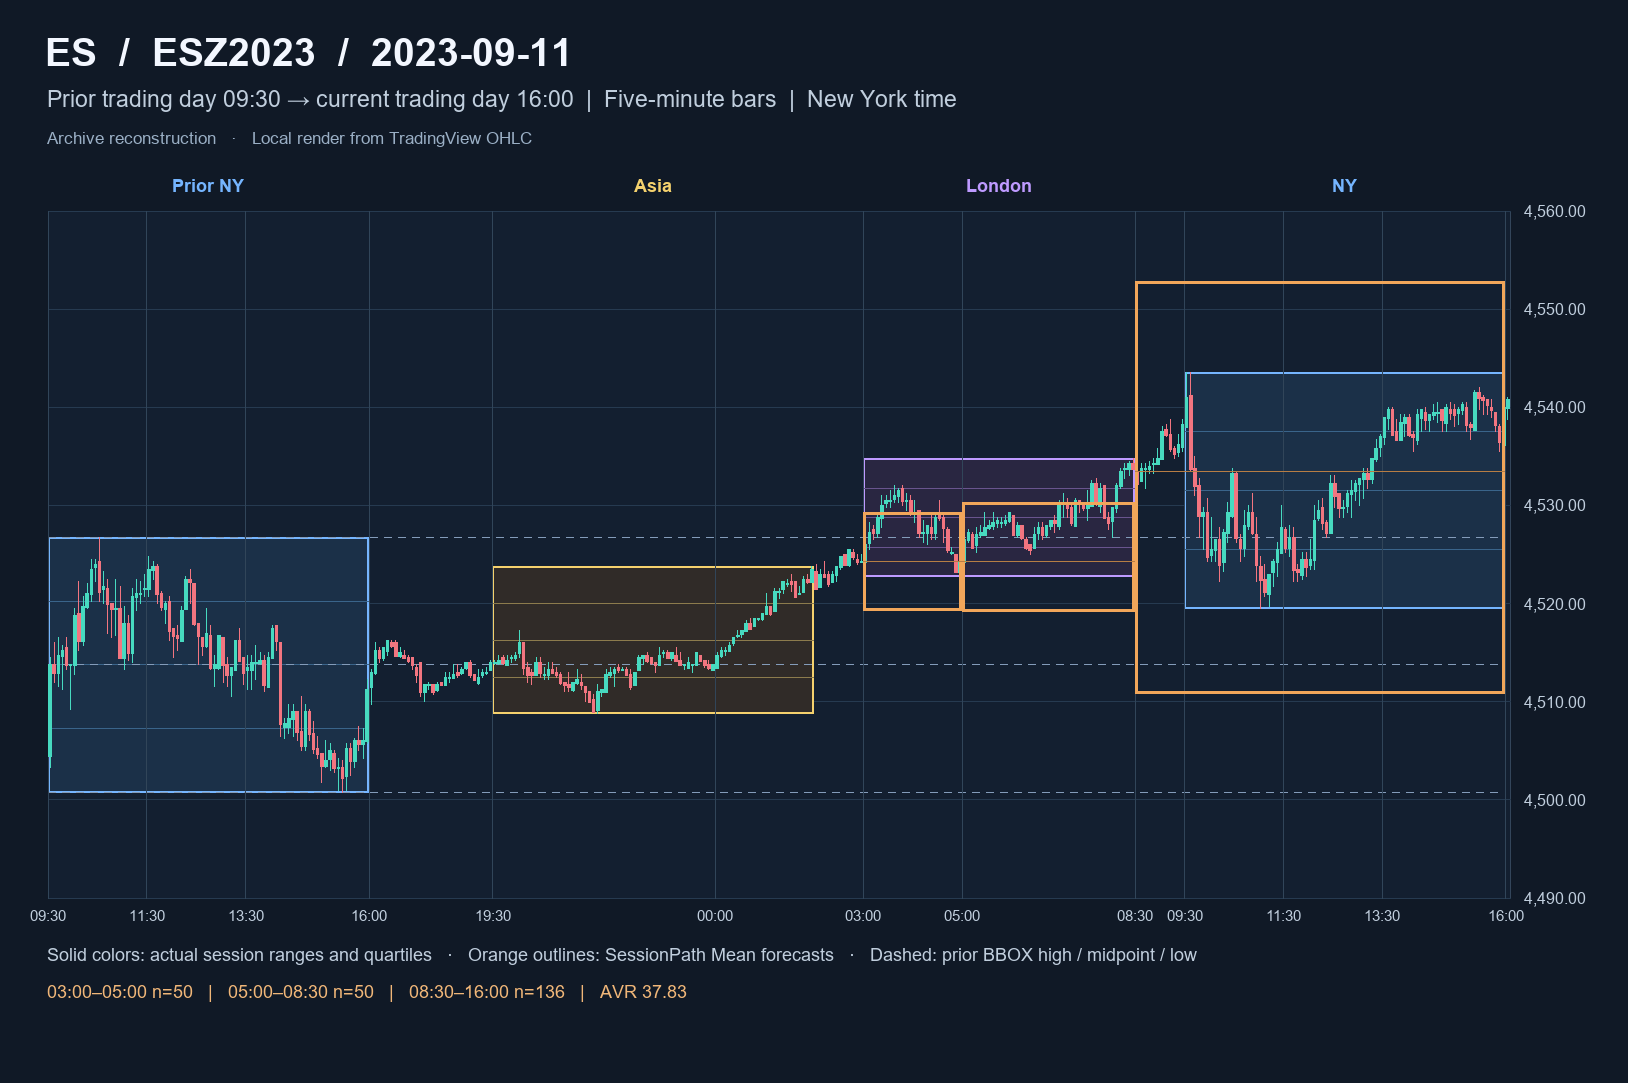 ES / ESZ2023 / 2023-09-11
Prior trading day 09:30 → current trading day 16:00 | Five-minute bars | New York time
Archive reconstruction · Local render from TradingView OHLC
Prior NY Asia London NY
4,560.00
4,550.00
4,540.00
4,530.00
4,520.00
4,510.00
4,500.00
4,490.00
09:30 11:30 13:30 16:00 19:30 00:00 03:00 05:00 08:30 09:30 11:30 13:30 16:00
Solid colors: actual session ranges and quartiles · Orange outlines: SessionPath Mean forecasts · Dashed: prior BBOX high / midpoint / low
03:00–05:00 n=50 | 05:00–08:30 n=50 | 08:30–16:00 n=136 | AVR 37.83